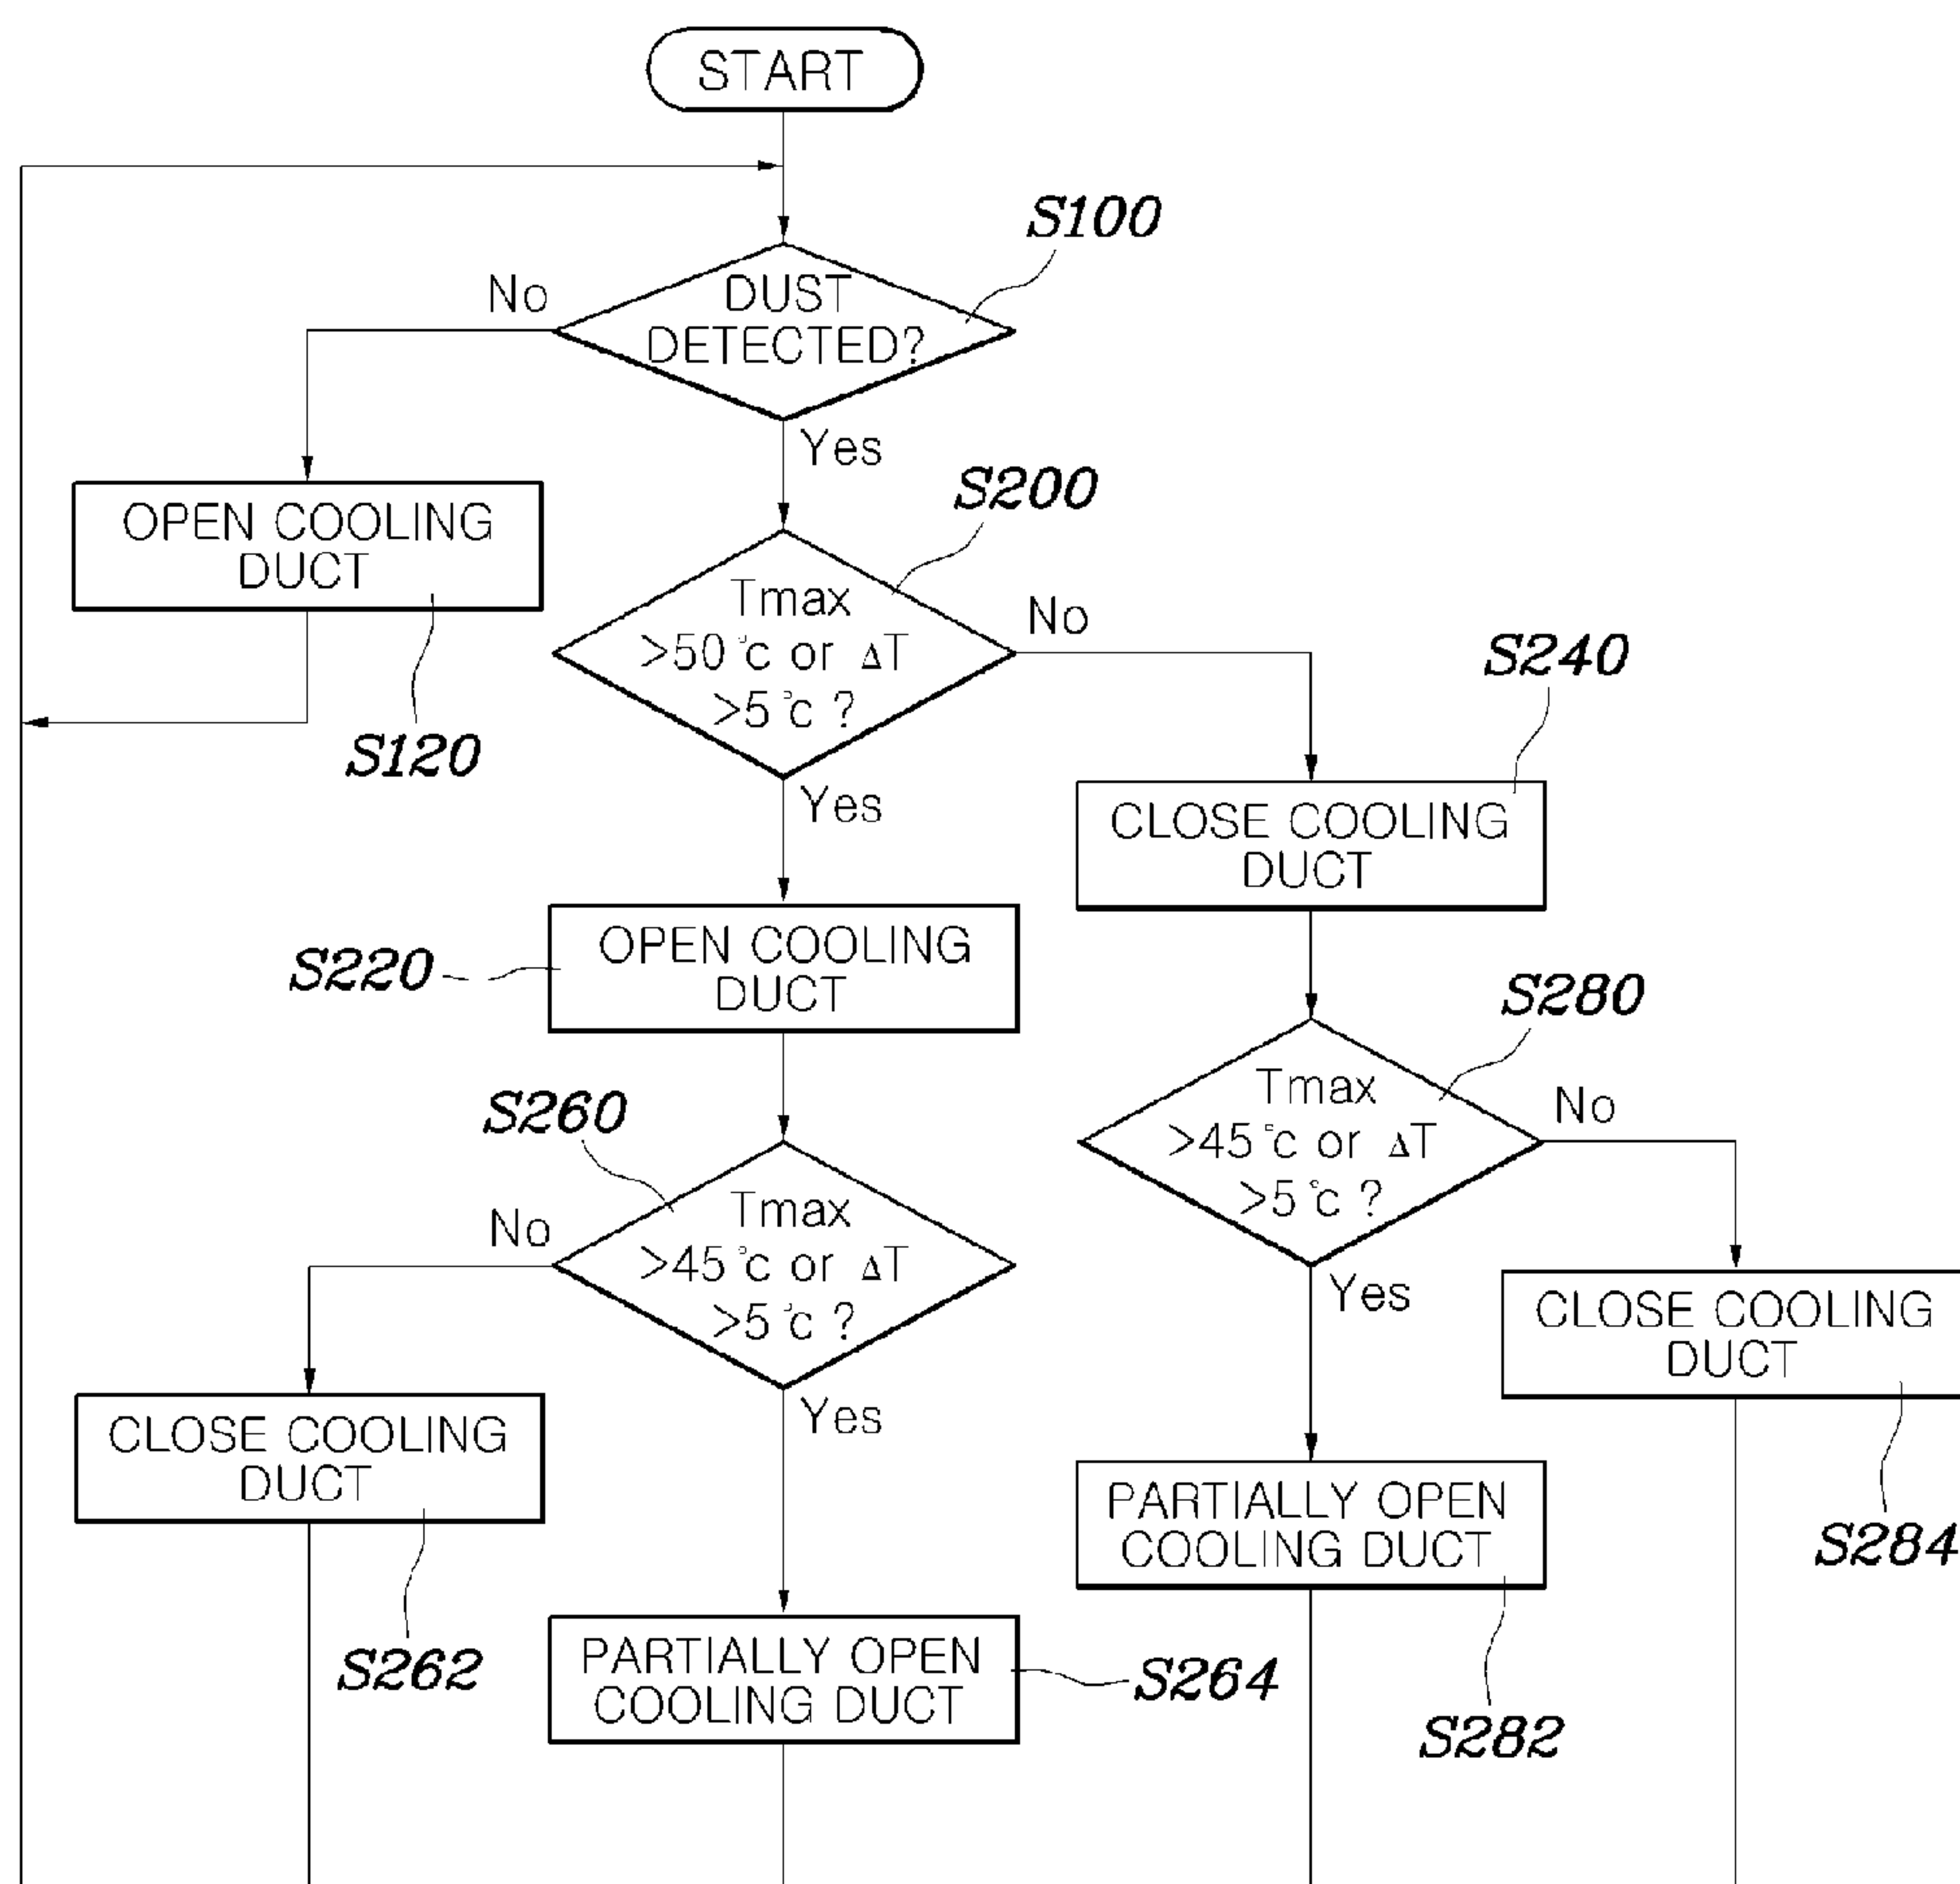 START
S100
No
DUST
DETECTED?
Yes
S200
OPEN COOLING
DUCT
Tmax
>50℃ or ΔT
>5℃ ?
No
S240
S120
Yes
CLOSE COOLING
DUCT
S220
OPEN COOLING
DUCT
S280
S260
Tmax
>45℃ or ΔT
>5℃ ?
No
No
Tmax
>45℃ or ΔT
>5℃ ?
Yes
CLOSE COOLING
DUCT
CLOSE COOLING
DUCT
Yes
PARTIALLY OPEN
COOLING DUCT
S284
S262
PARTIALLY OPEN
COOLING DUCT
S264
S282